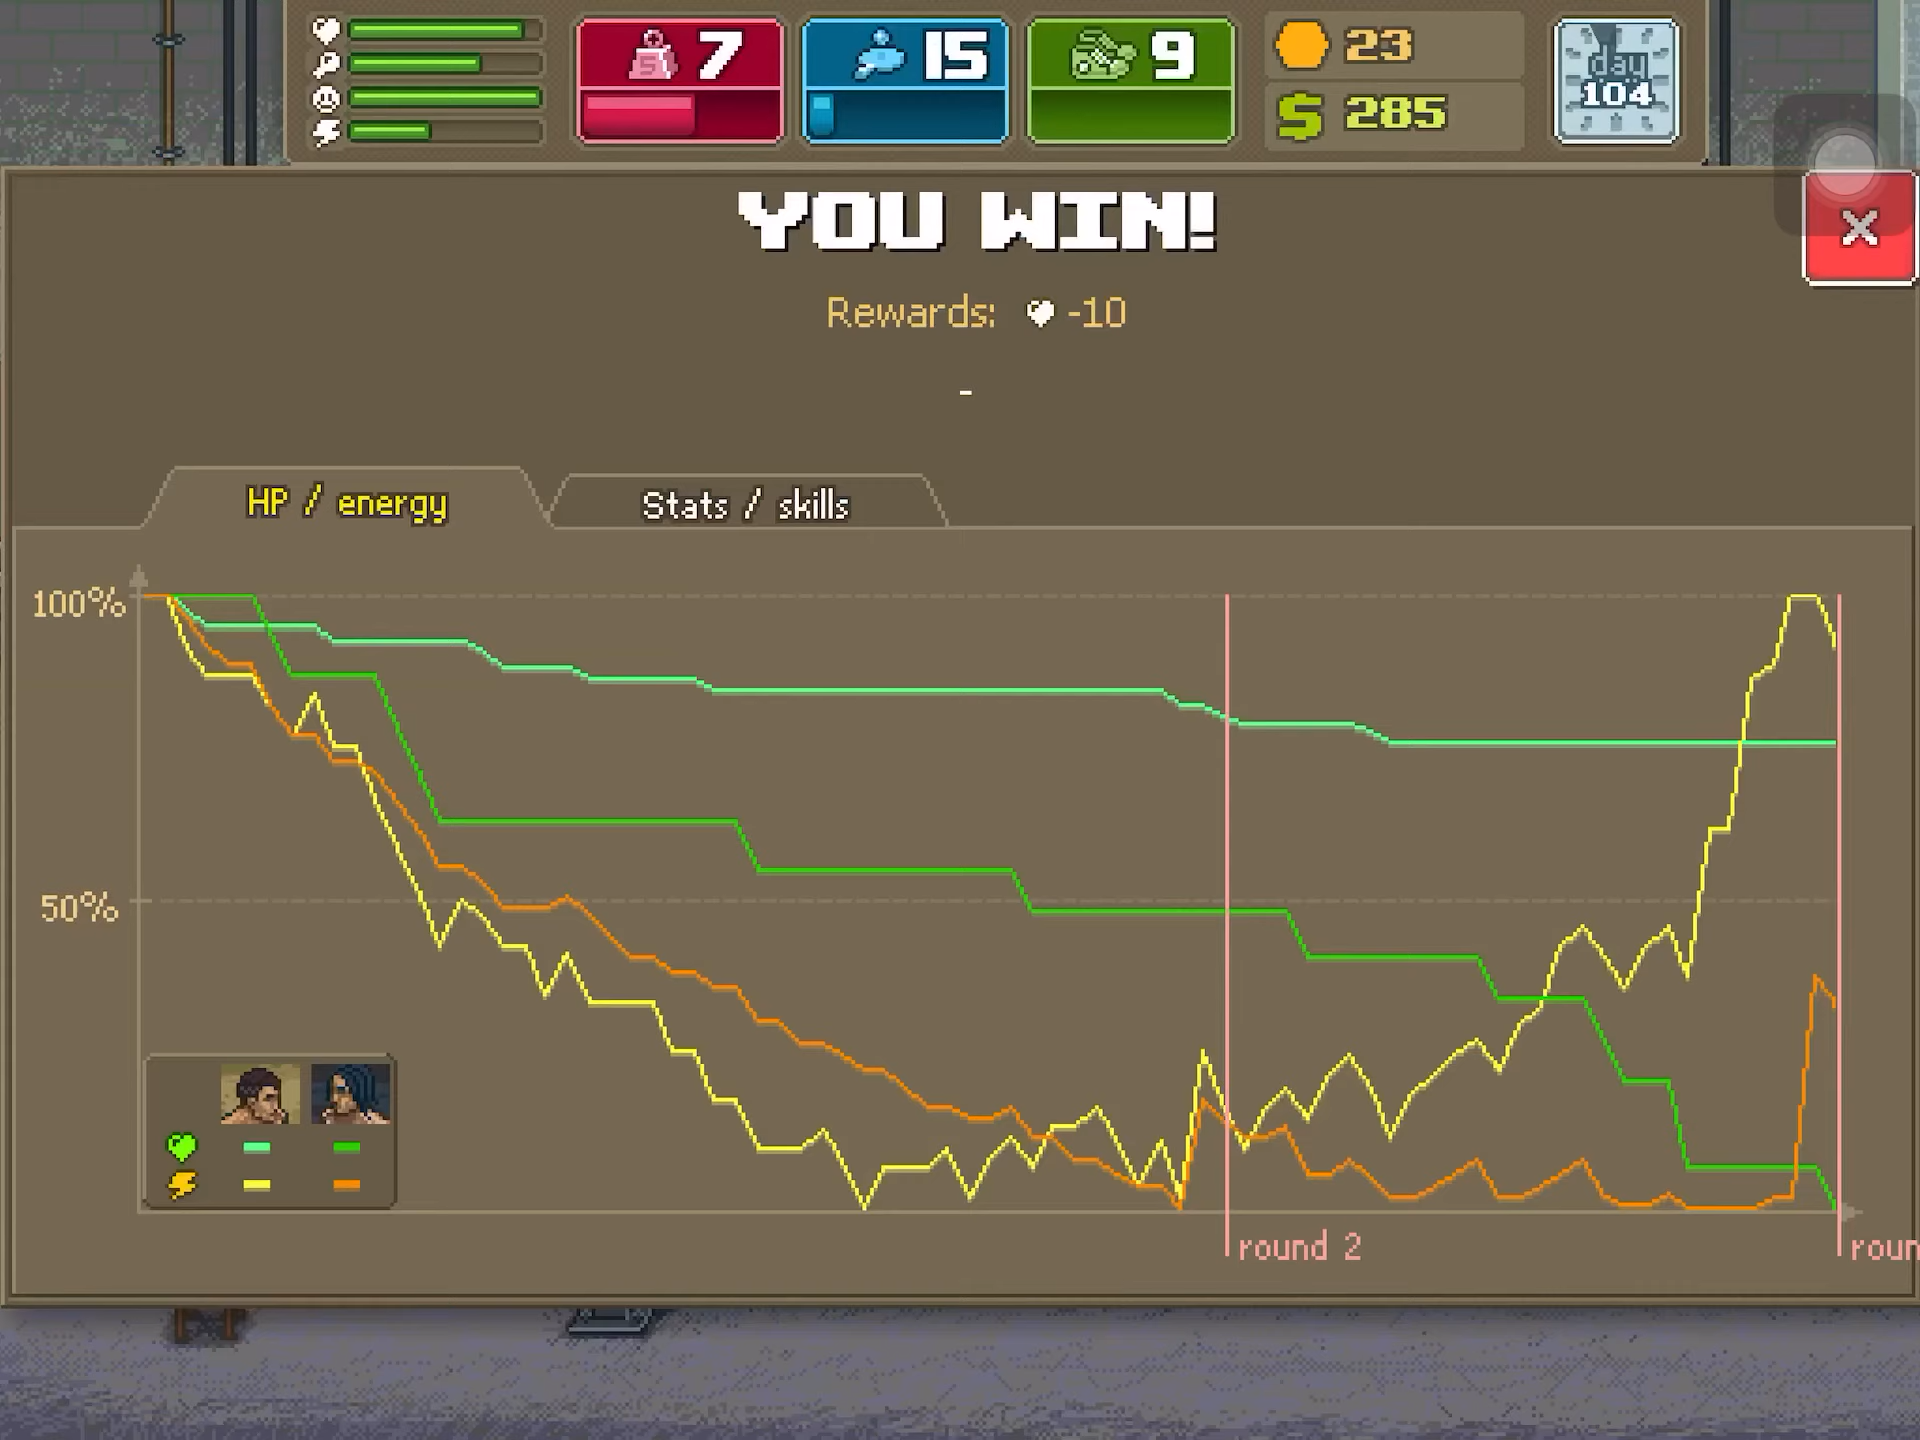 7
15
9
23
$ 285
day
104
YOU WIN!
Rewards: -10
-
HP / energy
Stats / skills
100%
50%
round 2
roun